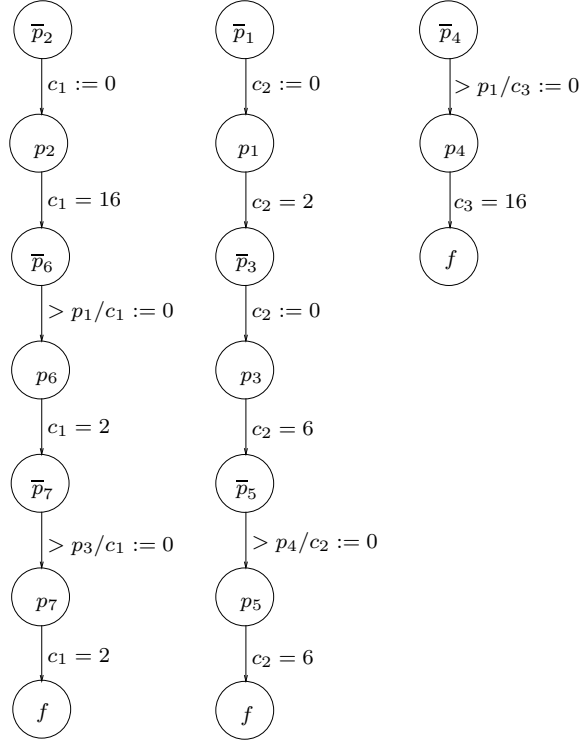 p̅₂
c₁ := 0
p₂
c₁ = 16
p̅₆
> p₁/c₁ := 0
p₆
c₁ = 2
p̅₇
> p₃/c₁ := 0
p₇
c₁ = 2
f
p̅₁
c₂ := 0
p₁
c₂ = 2
p̅₃
c₂ := 0
p₃
c₂ = 6
p̅₅
> p₄/c₂ := 0
p₅
c₂ = 6
f
p̅₄
> p₁/c₃ := 0
p₄
c₃ = 16
f